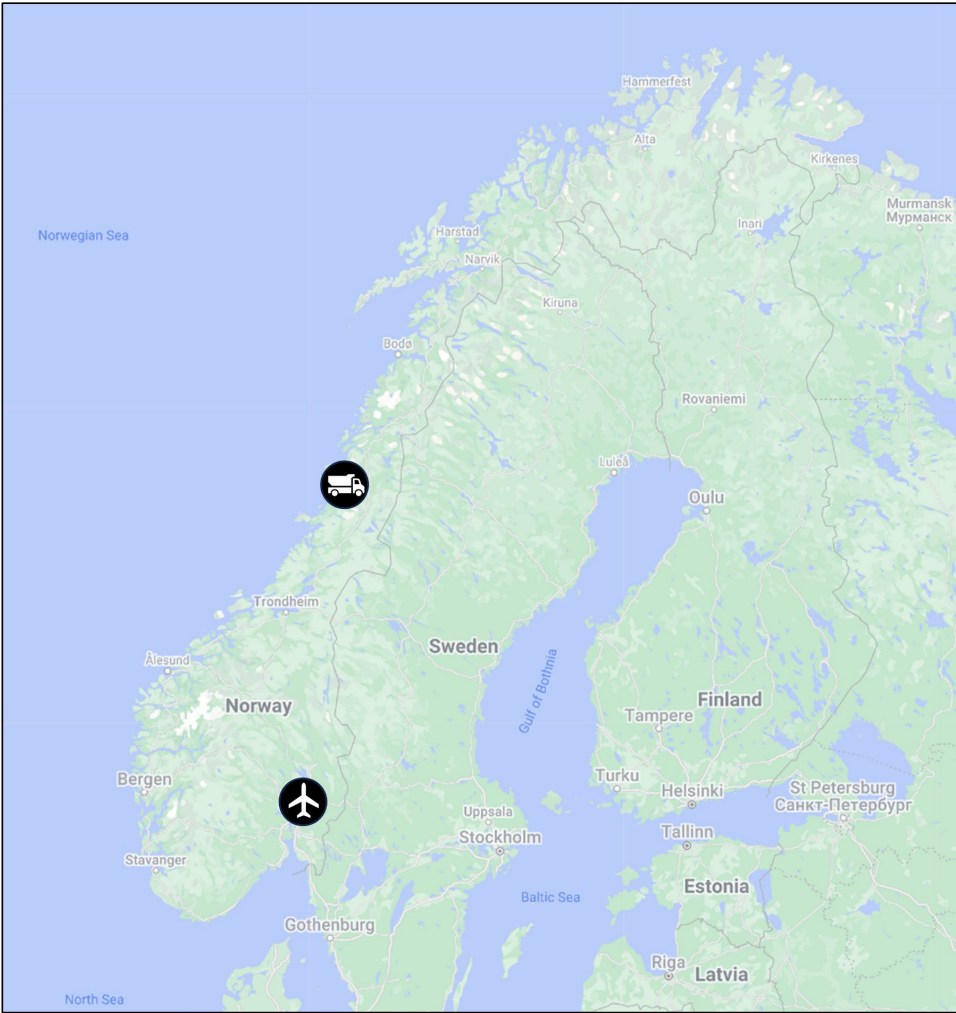 Hammerfest
Alta
Kirkenes
Murmansk
Мурманск
Inari
Norwegian Sea
Harstad
Narvik
Kiruna
Bodø
Rovaniemi
Luleå
Oulu
Trondheim
Sweden
Ålesund
Gulf of Bothnia
Norway
Finland
Tampere
Bergen
Turku
Helsinki
St Petersburg
Санкт-Петербург
Uppsala
Stockholm
Tallinn
Stavanger
Estonia
Baltic Sea
Gothenburg
Riga
Latvia
North Sea